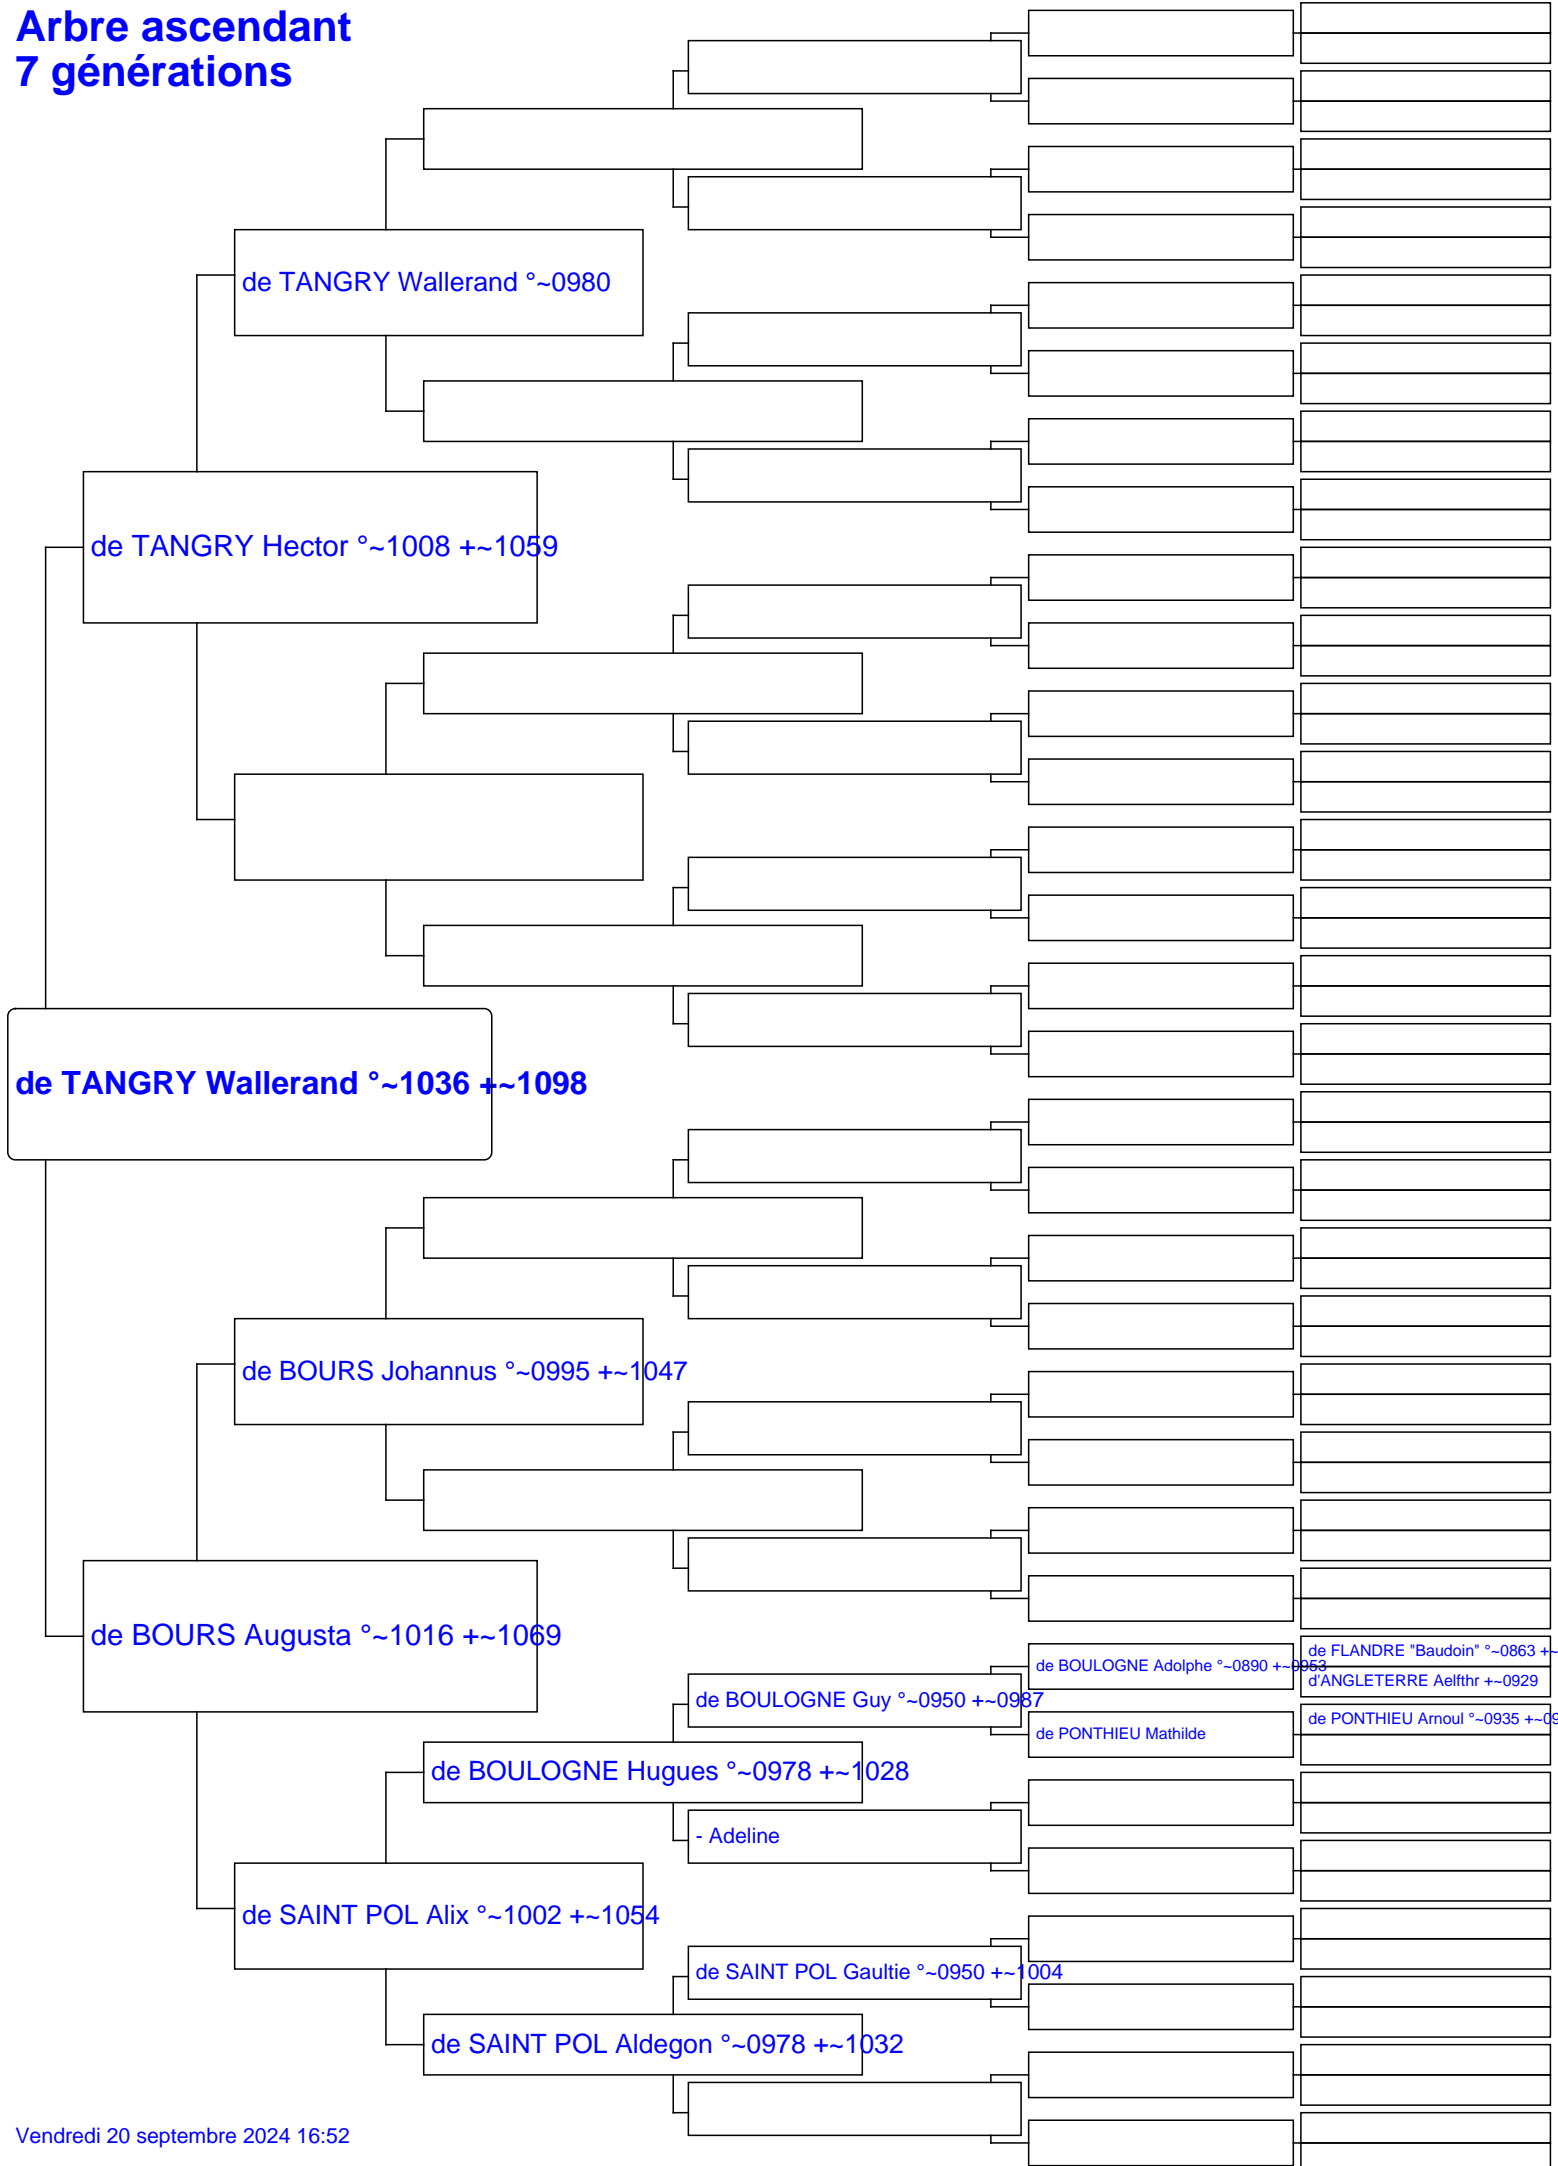 Arbre ascendant
7 générations
de TANGRY Wallerand °~0980
de TANGRY Hector °~1008 +~1059
de TANGRY Wallerand °~1036 +~1098
de BOURS Johannus °~0995 +~1047
de BOURS Augusta °~1016 +~1069
de FLANDRE "Baudoin" °~0863 +~
de BOULOGNE Adolphe °~0890 +~0953
d'ANGLETERRE Aelfthr +~0929
de BOULOGNE Guy °~0950 +~0987
de PONTHIEU Arnoul °~0935 +~09
de PONTHIEU Mathilde
de BOULOGNE Hugues °~0978 +~1028
- Adeline
de SAINT POL Alix °~1002 +~1054
de SAINT POL Gaultie °~0950 +~1004
de SAINT POL Aldegon °~0978 +~1032
Vendredi 20 septembre 2024 16:52